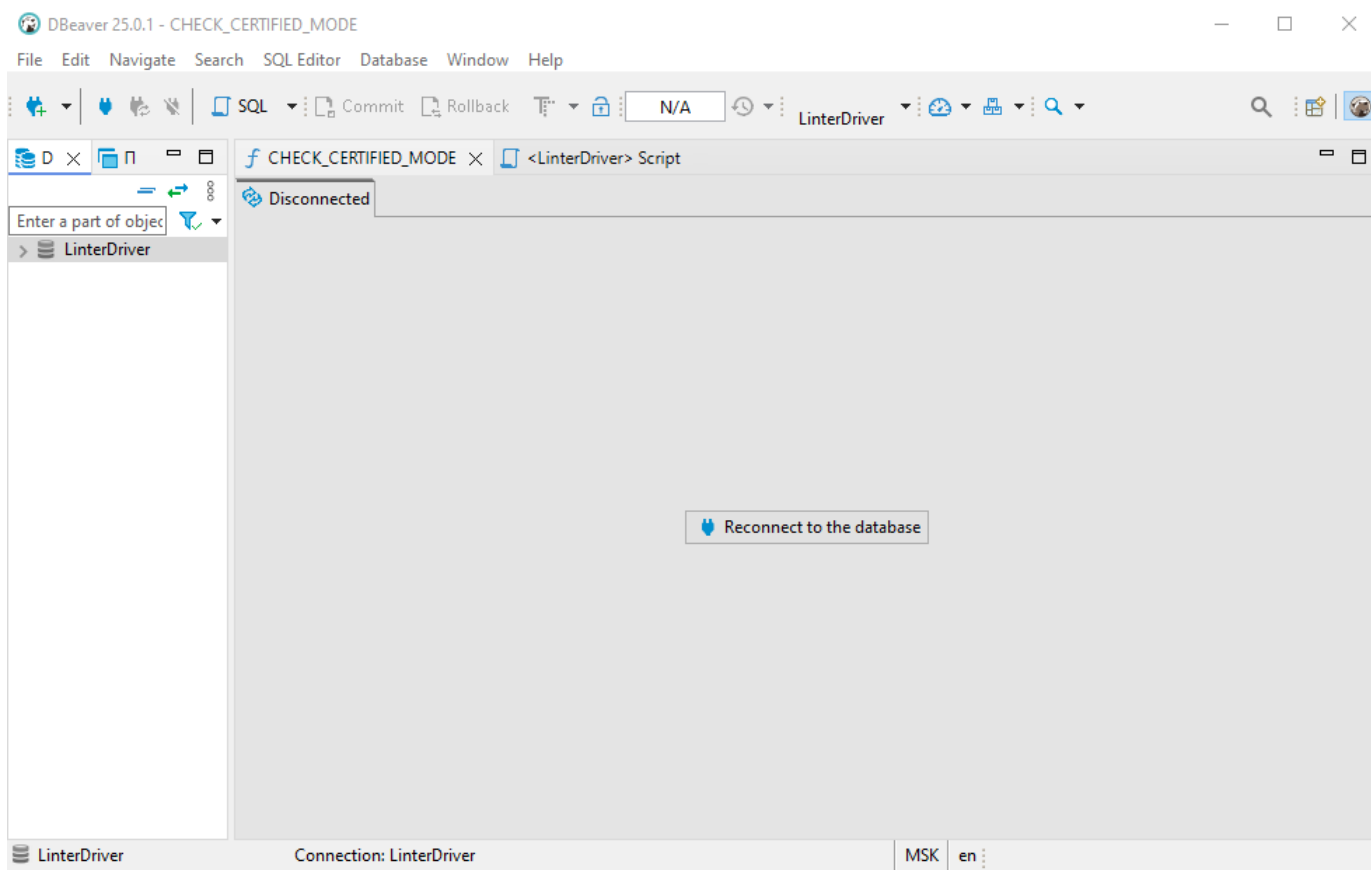 DBeaver 25.0.1 - CHECK_CERTIFIED_MODE
File Edit Navigate Search SQL Editor Database Window Help
SQL Commit Rollback N/A LinterDriver
D П CHECK_CERTIFIED_MODE <LinterDriver> Script
Disconnected
Enter a part of objec
LinterDriver
Reconnect to the database
LinterDriver Connection: LinterDriver MSK en